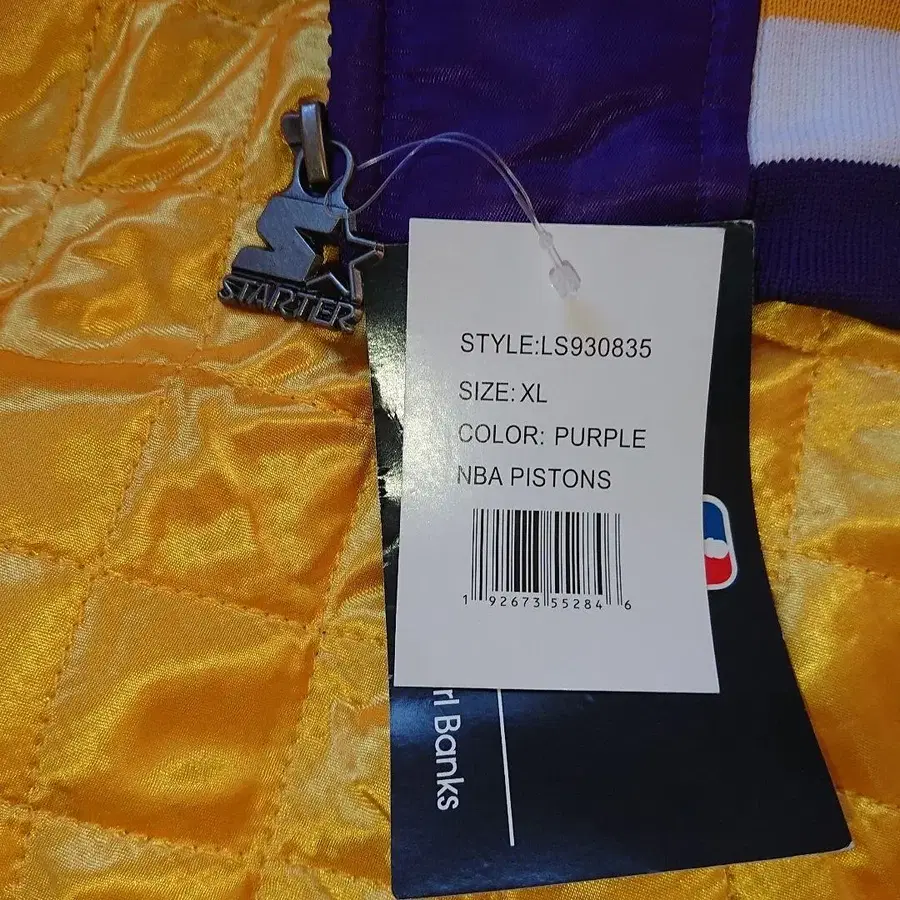 STARTER
STYLE:LS930835
SIZE: XL
COLOR: PURPLE
NBA PISTONS
1 92673 55284 6
rl Banks